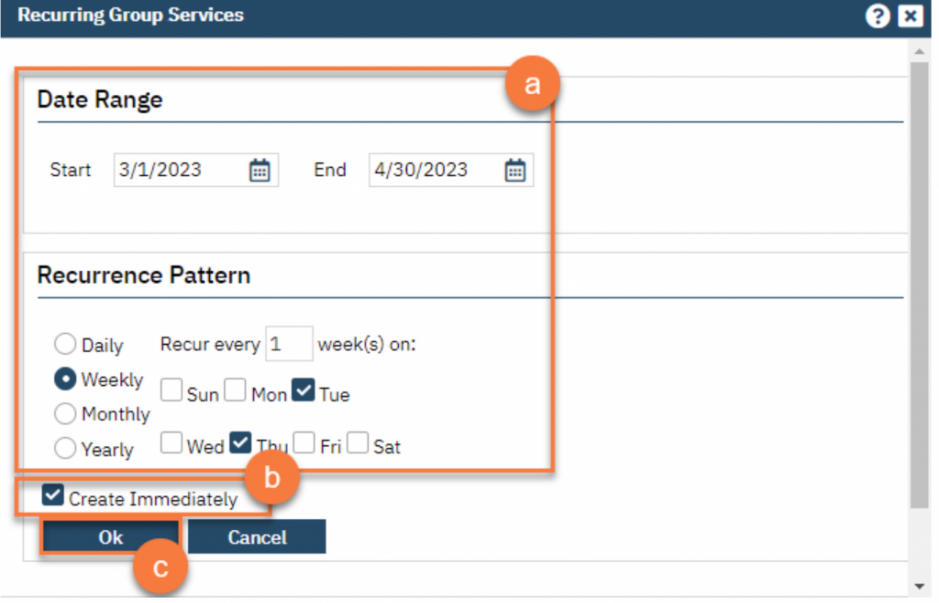 Recurring Group Services
?
a
Date Range
Start 3/1/2023 End 4/30/2023
Recurrence Pattern
Daily Recur every 1 week(s) on:
Weekly Sun Mon Tue
Monthly
Yearly Wed Thu Fri Sat
b
Create Immediately
Ok Cancel
c